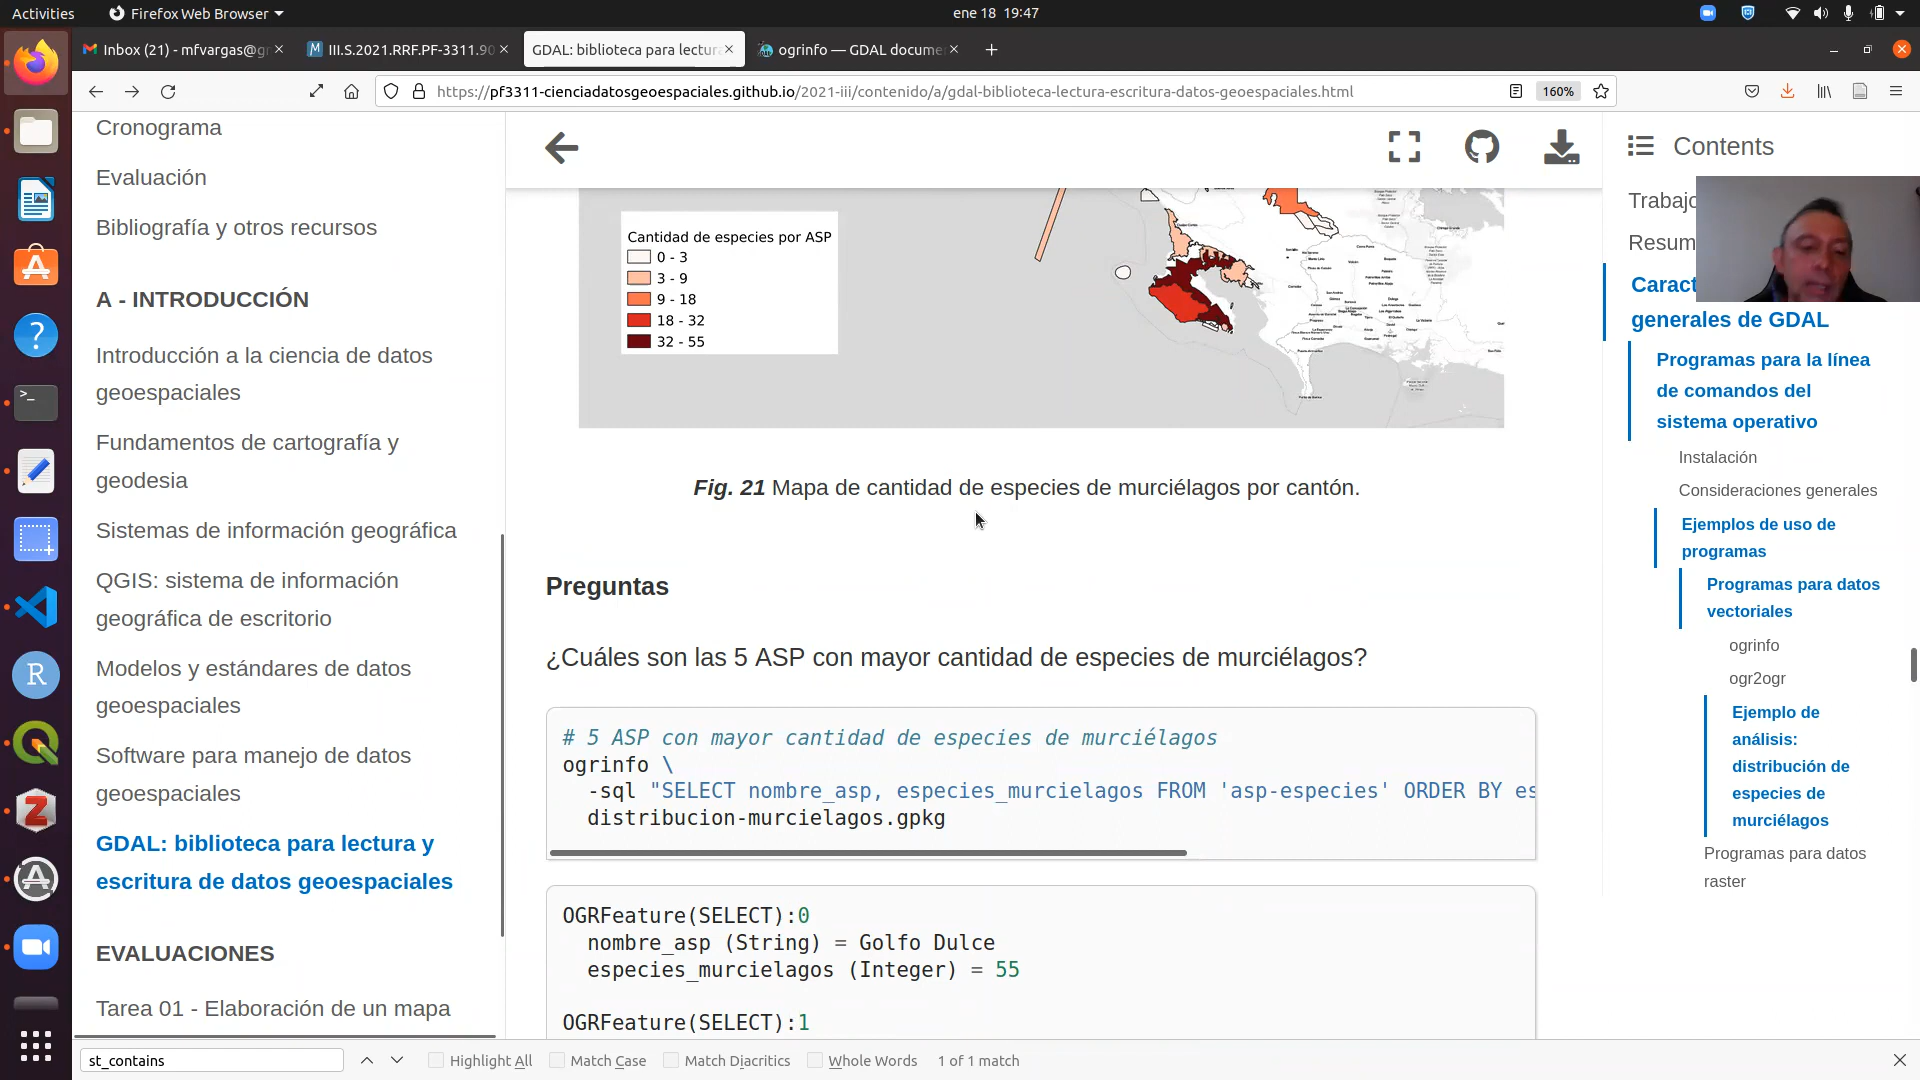 Activities
Firefox Web Browser
ene 18 19:47
Inbox (21) - mfvargas@gr
III.S.2021.RRF.PF-3311.90
GDAL: biblioteca para lectur
ogrinfo — GDAL docume
https://pf3311-cienciadatosgeoespaciales.github.io/2021-iii/contenido/a/gdal-biblioteca-lectura-escritura-datos-geoespaciales.html
160%
Cronograma
Evaluación
Bibliografía y otros recursos
A - INTRODUCCIÓN
Introducción a la ciencia de datos
geoespaciales
Fundamentos de cartografía y
geodesia
Sistemas de información geográfica
QGIS: sistema de información
geográfica de escritorio
Modelos y estándares de datos
geoespaciales
Software para manejo de datos
geoespaciales
GDAL: biblioteca para lectura y
escritura de datos geoespaciales
EVALUACIONES
Tarea 01 - Elaboración de un mapa
Cantidad de especies por ASP
0 - 3
3 - 9
9 - 18
18 - 32
32 - 55
Fig. 21 Mapa de cantidad de especies de murciélagos por cantón.
Preguntas
¿Cuáles son las 5 ASP con mayor cantidad de especies de murciélagos?
# 5 ASP con mayor cantidad de especies de murciélagos
ogrinfo \
-sql "SELECT nombre_asp, especies_murcielagos FROM 'asp-especies' ORDER BY es
distribucion-murcielagos.gpkg
OGRFeature(SELECT):0
nombre_asp (String) = Golfo Dulce
especies_murcielagos (Integer) = 55
OGRFeature(SELECT):1
Contents
Trabajo
Resum
Caract
generales de GDAL
Programas para la línea
de comandos del
sistema operativo
Instalación
Consideraciones generales
Ejemplos de uso de
programas
Programas para datos
vectoriales
ogrinfo
ogr2ogr
Ejemplo de
análisis:
distribución de
especies de
murciélagos
Programas para datos
raster
st_contains
Highlight All
Match Case
Match Diacritics
Whole Words
1 of 1 match